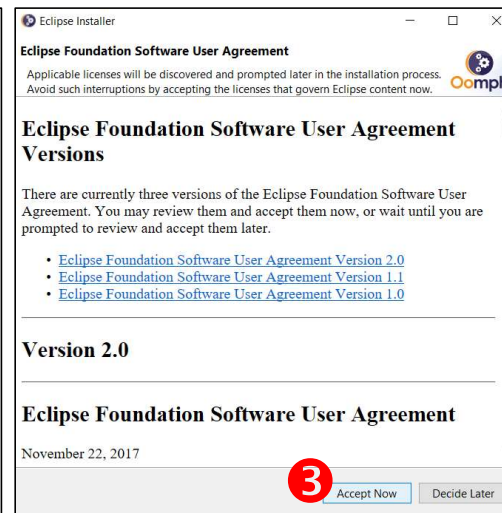 Eclipse Installer
Eclipse Foundation Software User Agreement
Applicable licenses will be discovered and prompted later in the installation process.
Avoid such interruptions by accepting the licenses that govern Eclipse content now.
Oomph
Eclipse Foundation Software User Agreement
Versions
There are currently three versions of the Eclipse Foundation Software User
Agreement. You may review them and accept them now, or wait until you are
prompted to review and accept them later.
• Eclipse Foundation Software User Agreement Version 2.0
• Eclipse Foundation Software User Agreement Version 1.1
• Eclipse Foundation Software User Agreement Version 1.0
Version 2.0
Eclipse Foundation Software User Agreement
November 22, 2017
3
Accept Now Decide Later